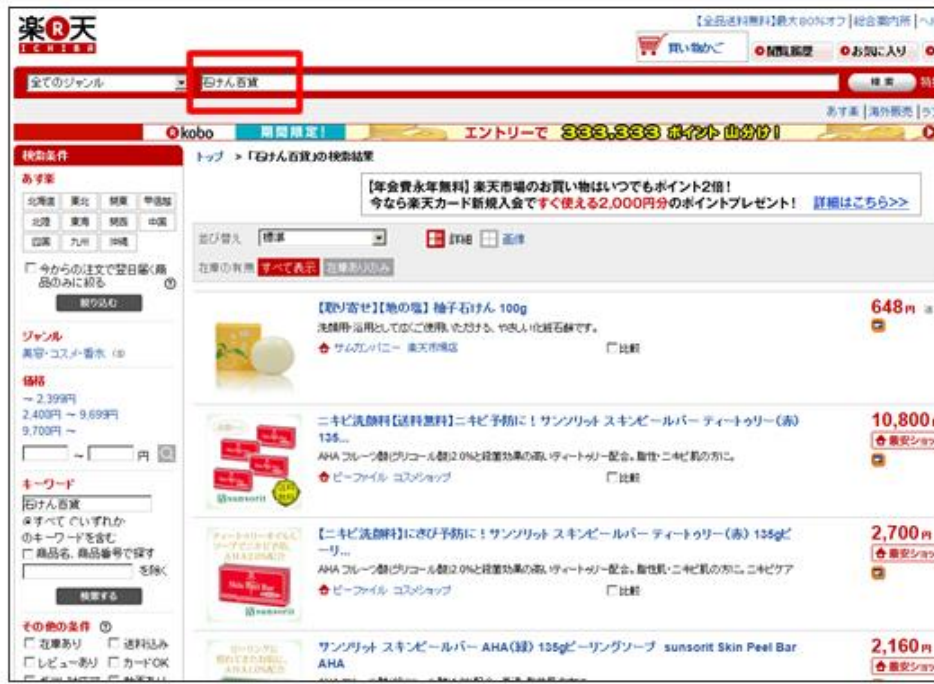 楽天
ICHIBA
【全品送料無料】最大80%オフ | 総合案内所 |
買い物かご
閲覧履歴
お気に入り
全てのジャンル
石けん百貨
検索
あす楽 | 海外販売 |
kobo 期間限定! エントリーで 333,333 ポイント山分け!
検索条件
トップ > 「石けん百貨」の検索結果
あす楽
北海道 東北 関東 甲信越
北陸 東海 関西 中国
四国 九州 沖縄
【年会費永年無料】楽天市場のお買い物はいつでもポイント2倍!
今なら楽天カード新規入会ですぐ使える2,000円分のポイントプレゼント! 詳細はこちら>>
並び替え 標準 詳細 画像
在庫の有無 すべて表示 在庫ありのみ
今からの注文で翌日届く商品のみに絞る
絞り込む
ジャンル
美容・コスメ・香水 (5)
価格
~ 2,399円
2,400円 ~ 9,699円
9,700円 ~
~ 円
キーワード
石けん百貨
すべて いずれか
のキーワードを含む
商品名、商品番号で探す
を除く
検索する
その他の条件
在庫あり 送料込み
レビューあり カードOK
【取り寄せ】【地の塩】 柚子石けん 100g
洗顔用・浴用として広くご使用いただける、やさしい化粧石鹸です。
サムガンパニー 楽天市場店 比較
648円
ニキビ洗顔料【送料無料】ニキビ予防に!サンソリット スキンピールバー ティートゥリー(赤)
135...
AHA フルーツ酸(グリコール酸)2.0%と殺菌効果の高いティートゥリー配合。脂性・ニキビ肌の方に。
ビーファイル コスメショップ 比較
10,800
最安ショッ
sunsorit
【ニキビ洗顔料】にきび予防に!サンソリット スキンピールバー ティートゥリー(赤) 135gピ
ーリ...
AHA フルーツ酸(グリコール酸)2.0%と殺菌効果の高いティートゥリー配合。脂性肌・ニキビ肌の方に。ニキビケア
ビーファイル コスメショップ 比較
2,700円
最安ショッ
Skin Peel Bar
sunsorit
サンソリット スキンピールバー AHA(緑) 135gピーリングソープ sunsorit Skin Peel Bar
AHA
2,160円
最安ショッ